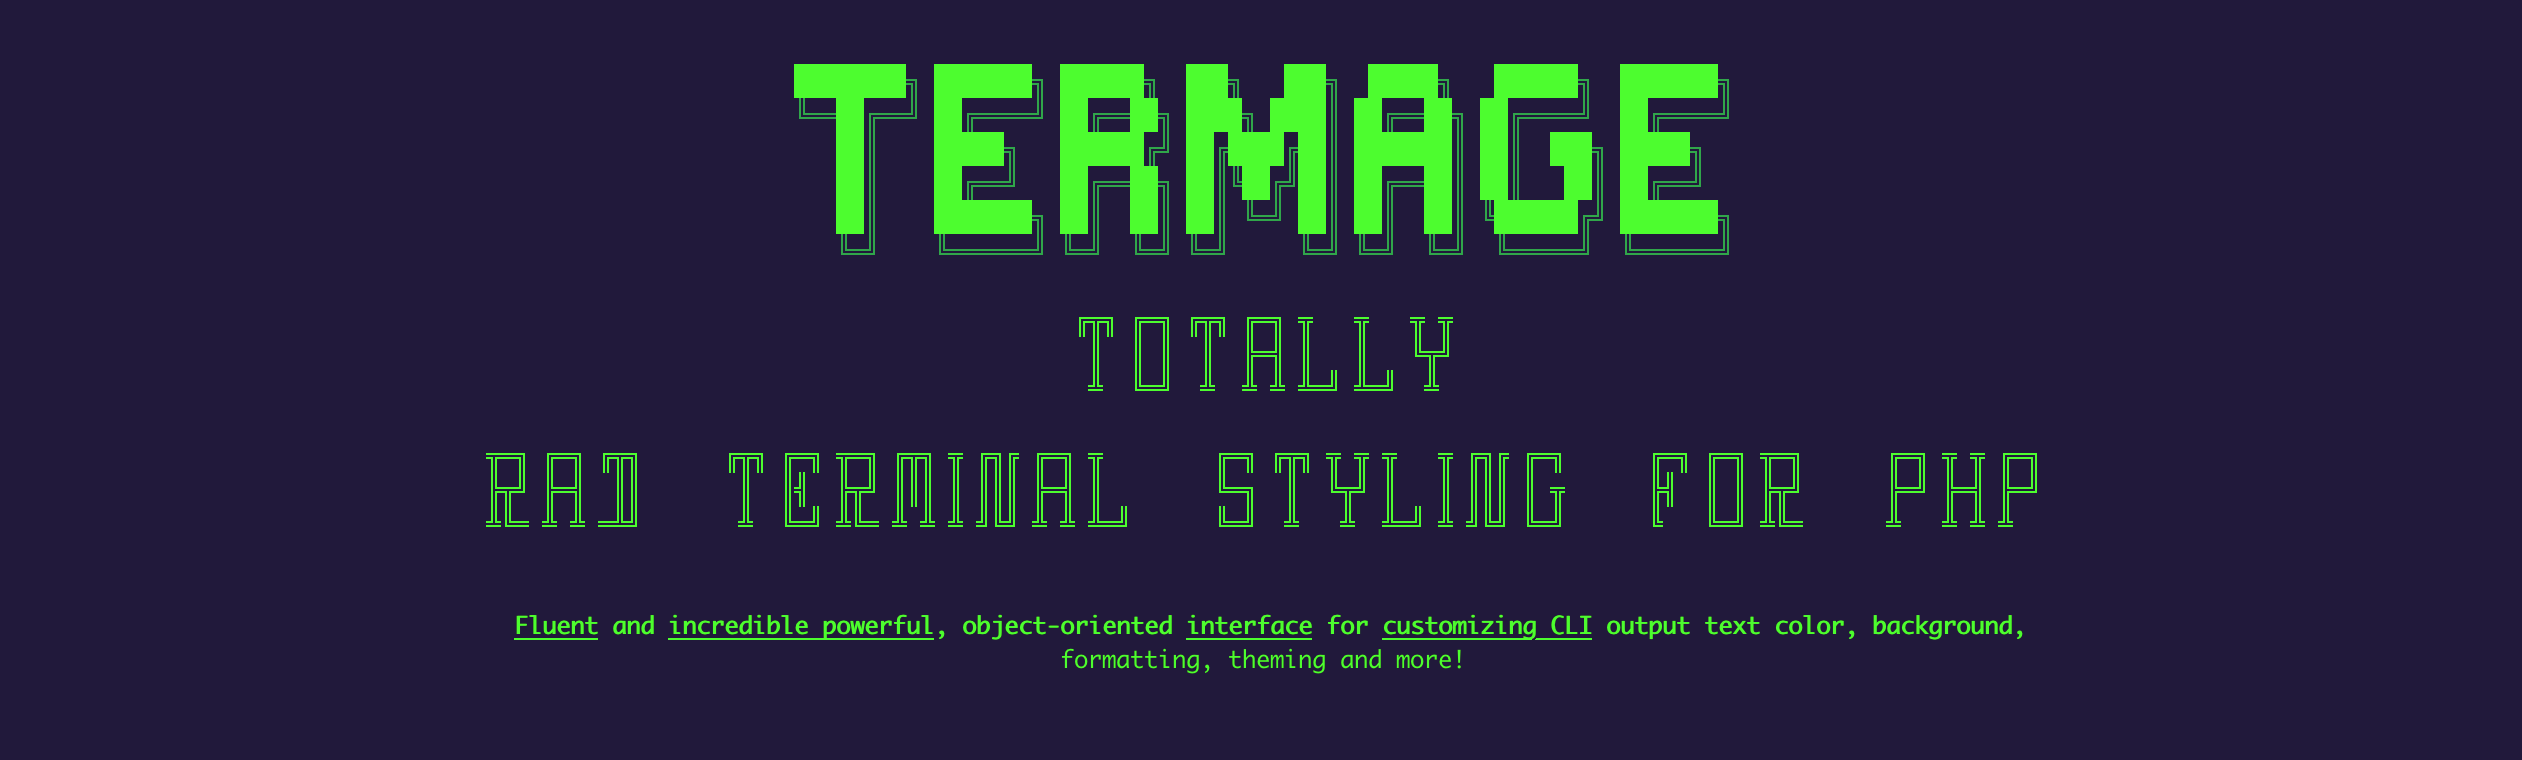 TERMAGE
TOTALLY
RAD TERMINAL STYLING FOR PHP
Fluent and incredible powerful, object-oriented interface for customizing CLI output text color, background,
formatting, theming and more!